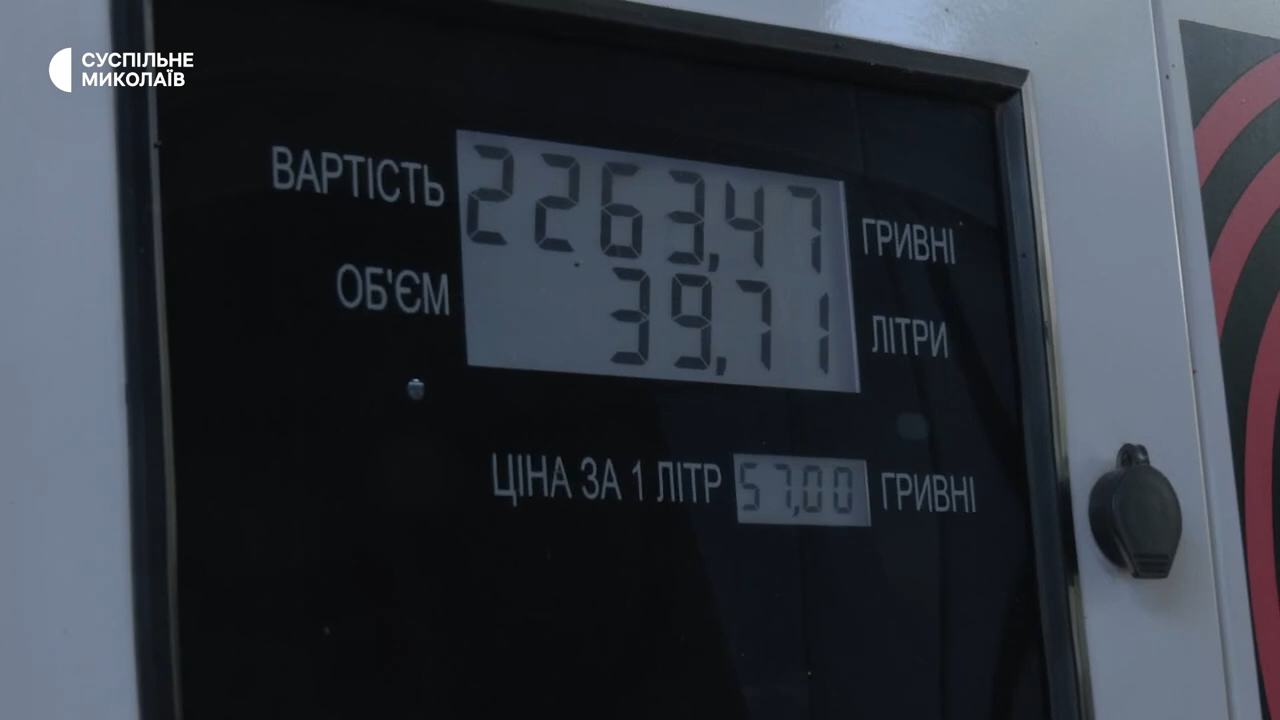 СУСПІЛЬНЕ
МИКОЛАЇВ
ВАРТІСТЬ 2263,47 ГРИВНІ
ОБ'ЄМ 39,71 ЛІТРИ
ЦІНА ЗА 1 ЛІТР 57,00 ГРИВНІ